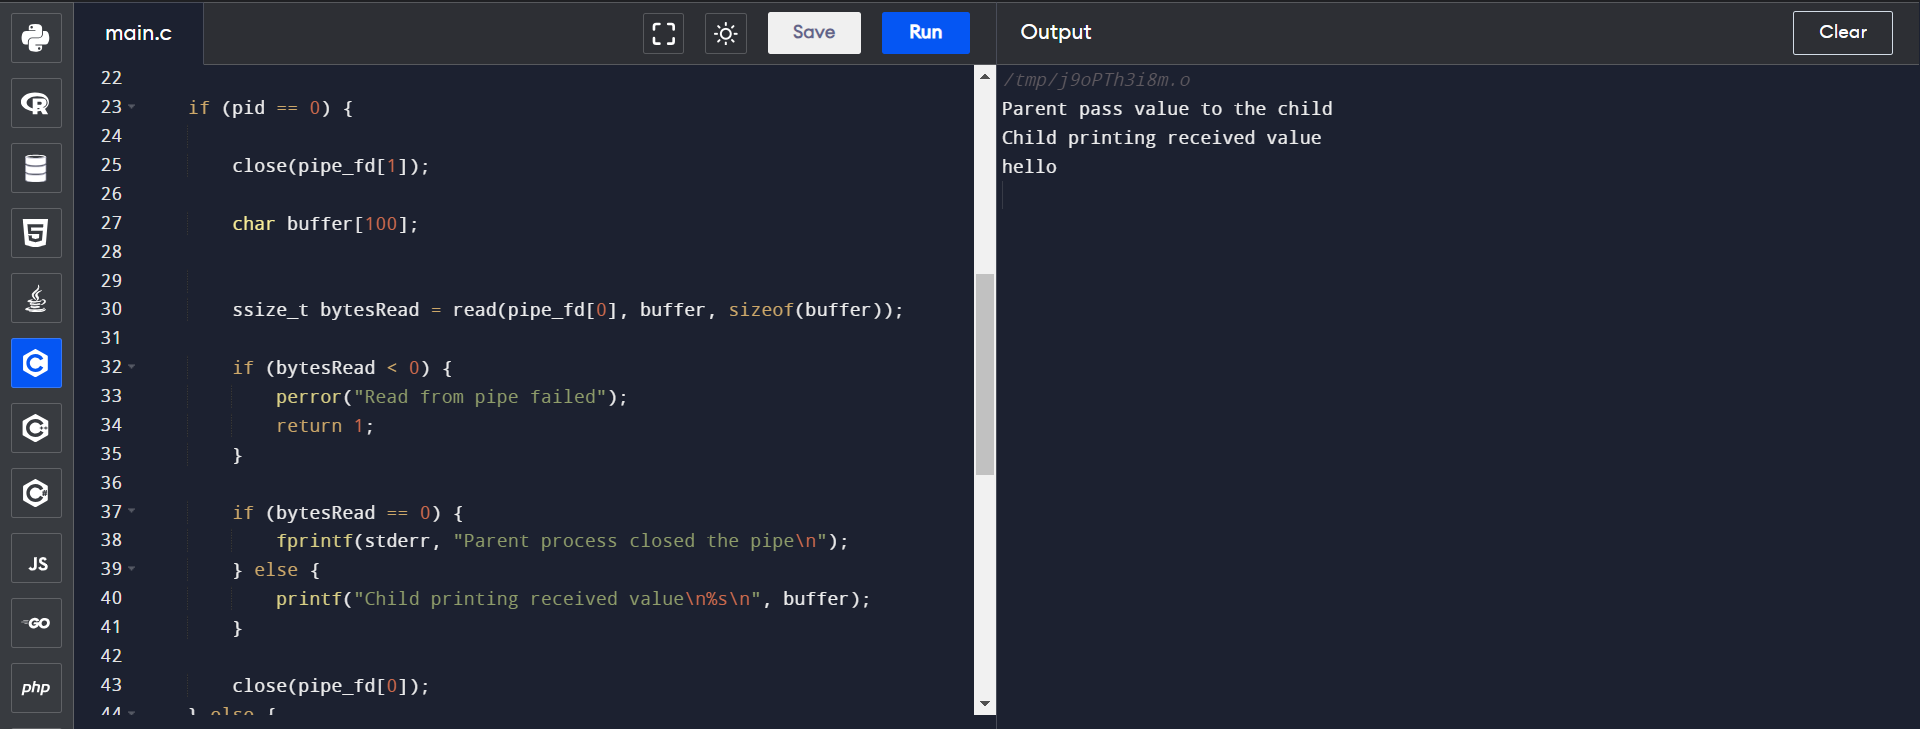 main.c
Save
Run
Output
Clear
22
23 if (pid == 0) {
24
25 close(pipe_fd[1]);
26
27 char buffer[100];
28
29
30 ssize_t bytesRead = read(pipe_fd[0], buffer, sizeof(buffer));
31
32 if (bytesRead < 0) {
33 perror("Read from pipe failed");
34 return 1;
35 }
36
37 if (bytesRead == 0) {
38 fprintf(stderr, "Parent process closed the pipe\n");
39 } else {
40 printf("Child printing received value\n%s\n", buffer);
41 }
42
43 close(pipe_fd[0]);
44 } else {
/tmp/j9oPTh3i8m.o
Parent pass value to the child
Child printing received value
hello
R
5
C
C++
C#
JS
GO
php